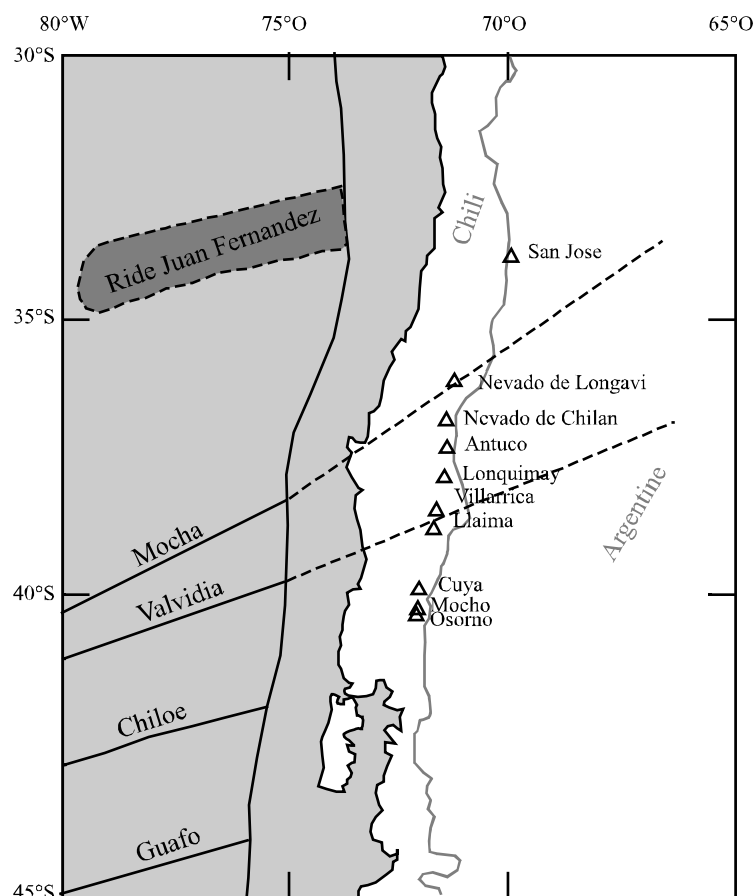 80°W 75°O 70°O 65°O
30°S
Chili
Ride Juan Fernandez
San Jose
35°S
Nevado de Longavi
Nevado de Chilan
Antuco
Lonquimay
Villarrica
Llaima
Argentine
Mocha
Cuya
40°S
Valvidia
Mocho
Osorno
Chiloe
Guafo
45°S